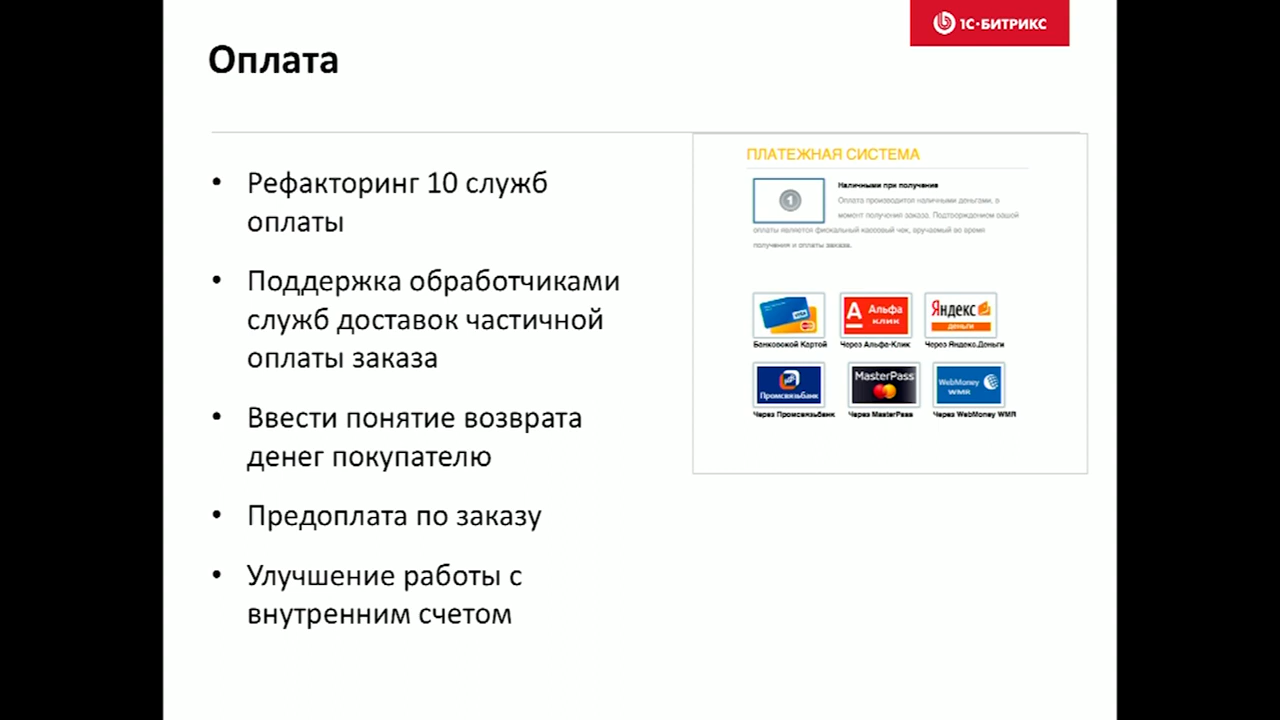 1С-БИТРИКС
Оплата
• Рефакторинг 10 служб
оплаты
• Поддержка обработчиками
служб доставок частичной
оплаты заказа
• Ввести понятие возврата
денег покупателю
• Предоплата по заказу
• Улучшение работы с
внутренним счетом
ПЛАТЕЖНАЯ СИСТЕМА
1
Наличными при получении
Оплата производится наличными деньгами, в
момент получения заказа. Подтверждением вашей
оплаты является фискальный кассовый чек, вручаемый во время
получения и оплаты заказа.
VISA
А Альфа
КЛИК
Яндекс
деньги
Банковской Картой
Через Альфа-Клик
Через Яндекс.Деньги
Промсвязьбанк
MasterPass
WebMoney
WMR
Через Промсвязьбанк
Через MasterPass
Через WebMoney WMR